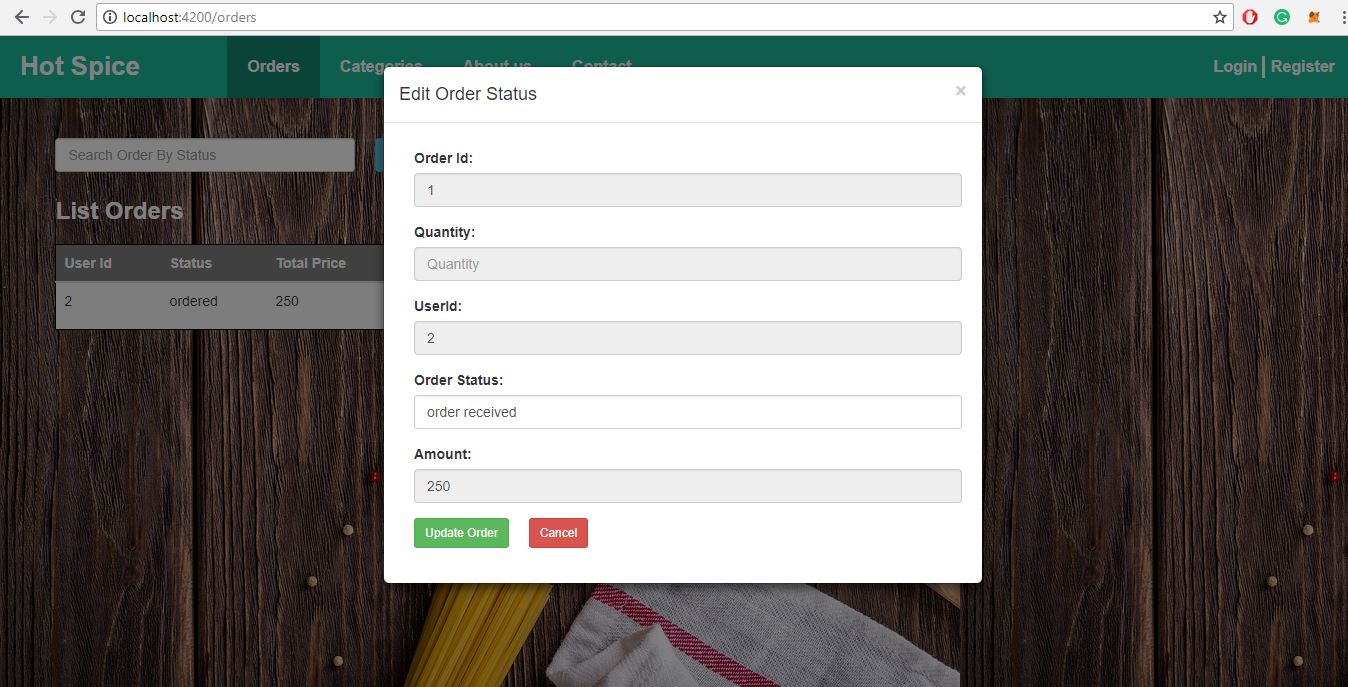 localhost:4200/orders
Hot Spice Orders Categories About us Contact Login | Register
Edit Order Status ×
Search Order By Status
Order Id:
1
List Orders
Quantity:
Quantity
User Id Status Total Price
2 ordered 250
UserId:
2
Order Status:
order received
Amount:
250
Update Order Cancel